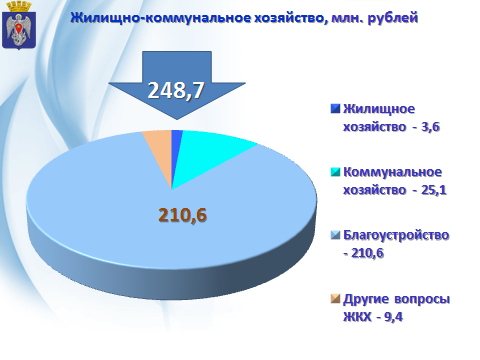 Жилищно-коммунальное хозяйство, млн. рублей
248,7
210,6
Жилищное
хозяйство - 3,6
Коммунальное
хозяйство - 25,1
Благоустройство
- 210,6
Другие вопросы
ЖКХ - 9,4